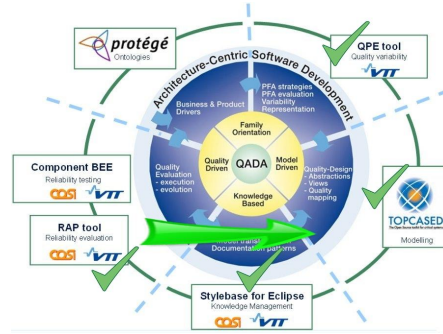 protégé
Ontologies
QPE tool
Quality variability
VTT
Architecture-Centric Software Development
Business & Product
Drivers
PFA strategies
PFA evaluation
Variability
Representation
Family
Orientation
Quality
Driven
QADA
Model
Driven
Knowledge
Based
Quality
Evaluation
- execution
- evolution
Quality-Design
- Abstractions
- Views
- Quality
mapping
Component BEE
Reliability testing
COSI VTT
RAP tool
Reliability evaluation
COSI VTT
TOPCASED
Modelling
Documentation patterns
Stylebase for Eclipse
Knowledge Management
COSI VTT